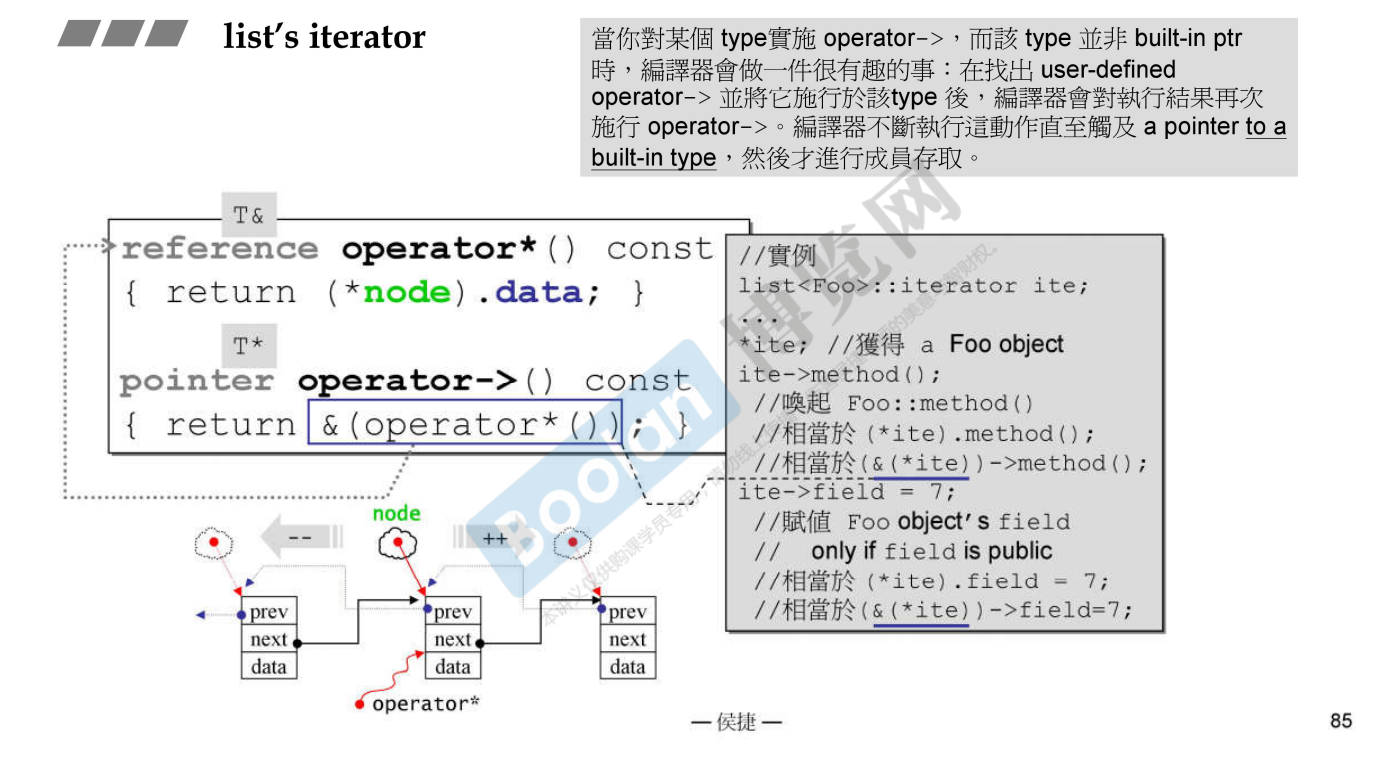 list's iterator
當你對某個 type實施 operator->，而該 type 並非 built-in ptr
時，編譯器會做一件很有趣的事：在找出 user-defined
operator-> 並將它施行於該type 後，編譯器會對執行結果再次
施行 operator->。編譯器不斷執行這動作直至觸及 a pointer to a
built-in type，然後才進行成員存取。
T&
reference operator*() const
{ return (*node).data; }
T*
pointer operator->() const
{ return &(operator*()); }
//實例
list<Foo>::iterator ite;
...
*ite; //獲得 a Foo object
ite->method();
//喚起 Foo::method()
//相當於 (*ite).method();
//相當於(&(*ite))->method();
ite->field = 7;
//賦值 Foo object's field
// only if field is public
//相當於 (*ite).field = 7;
//相當於(&(*ite))->field=7;
node
--
++
prev
next
data
prev
next
data
prev
next
data
operator*
Boolan
博览网
— 侯捷 —
85